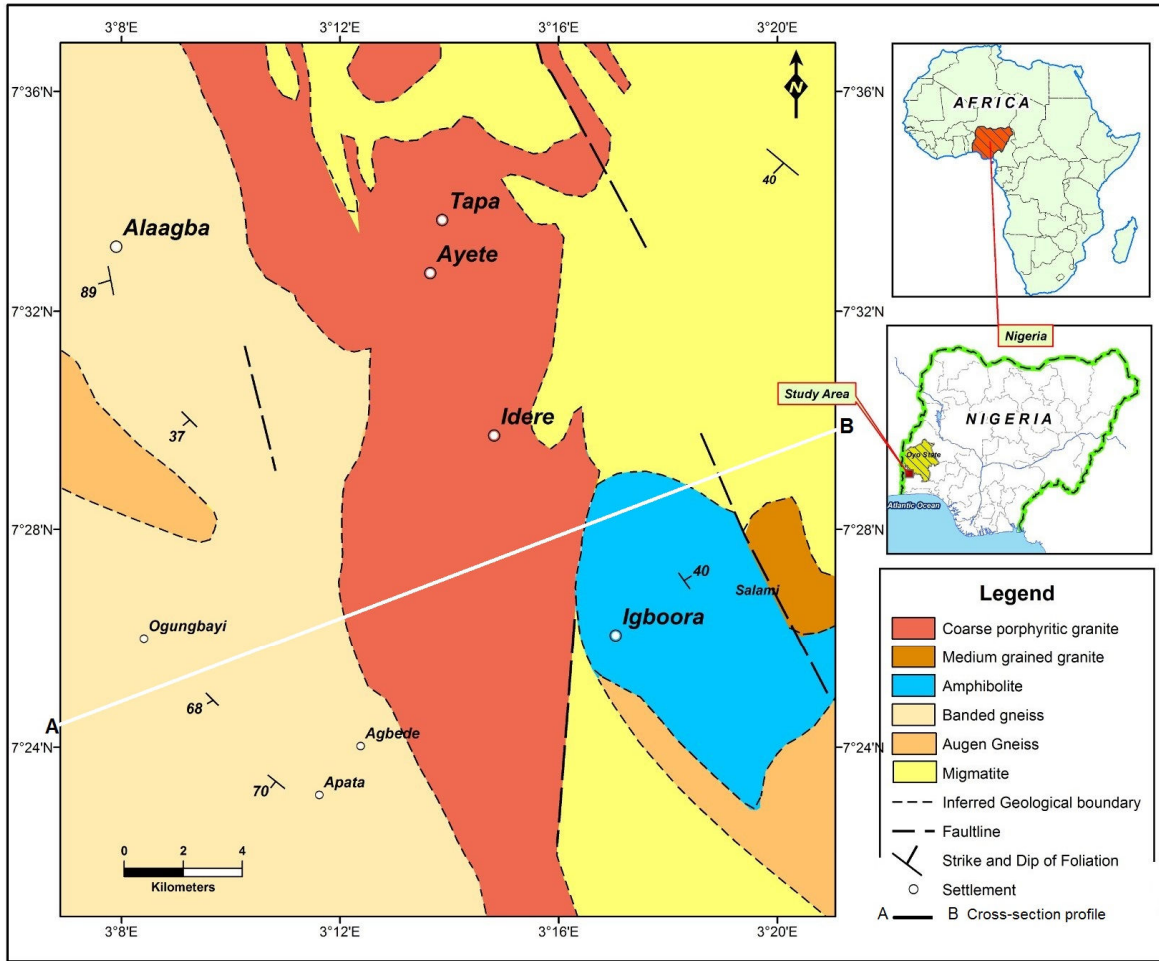 3°8'E
3°12'E
3°16'E
3°20'E
7°36'N
7°32'N
7°28'N
7°24'N
7°36'N
7°32'N
7°28'N
7°24'N
3°8'E
3°12'E
3°16'E
3°20'E
N
40
Tapa
Alaagba
Ayete
89
Idere
37
B
40
Salami
Igboora
Ogungbayi
68
A
Agbede
70
Apata
0 2 4
Kilometers
AFRICA
Nigeria
Study Area
NIGERIA
Oyo State
Atlantic Ocean
Legend
Coarse porphyritic granite
Medium grained granite
Amphibolite
Banded gneiss
Augen Gneiss
Migmatite
Inferred Geological boundary
Faultline
Strike and Dip of Foliation
Settlement
A B Cross-section profile